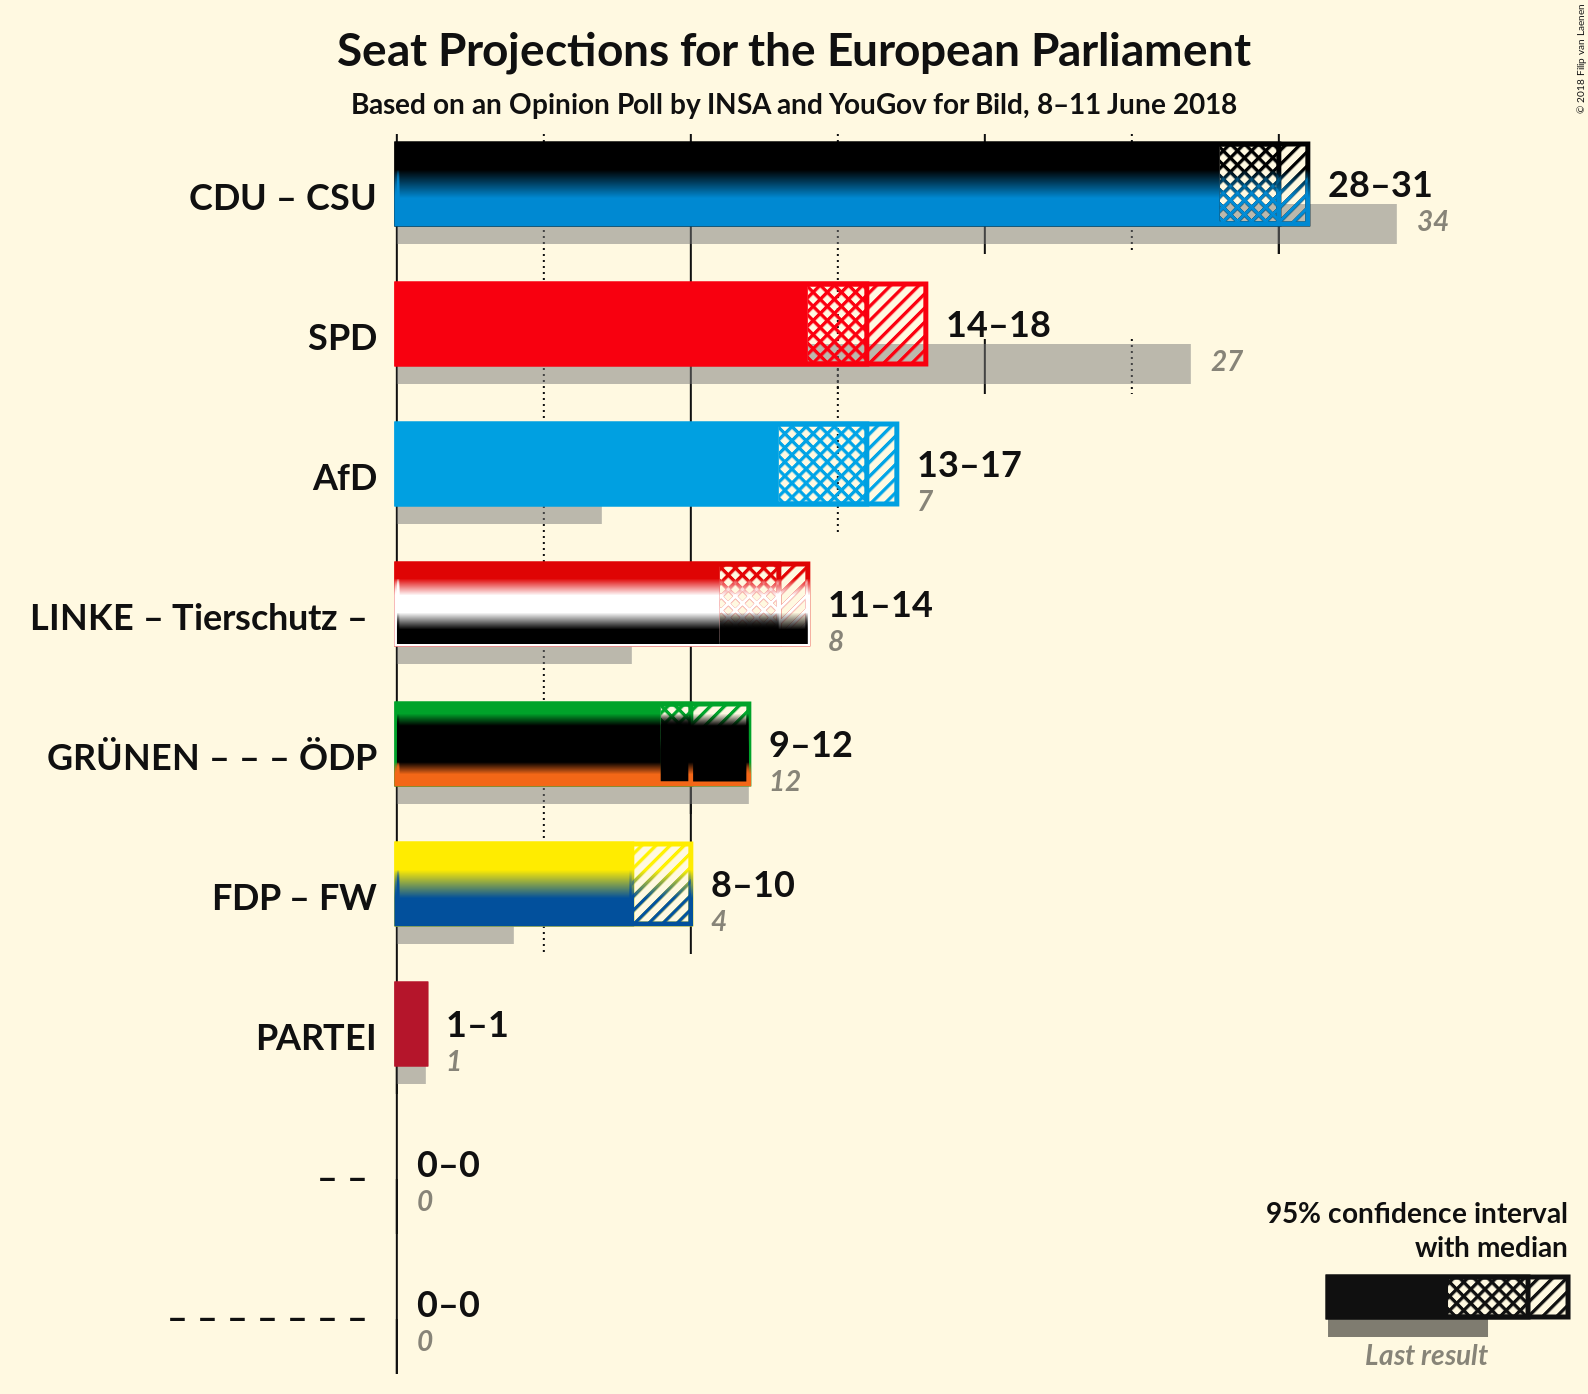 Seat Projections for the European Parliament
Based on an Opinion Poll by INSA and YouGov for Bild, 8–11 June 2018
© 2018 Filip van Laenen
CDU – CSU
28–31
34
SPD
14–18
27
AfD
13–17
7
LINKE – Tierschutz –
11–14
8
GRÜNEN – – – ÖDP
9–12
12
FDP – FW
8–10
4
PARTEI
1–1
1
– –
0–0
0
– – – – – – –
0–0
0
95% confidence interval
with median
Last result